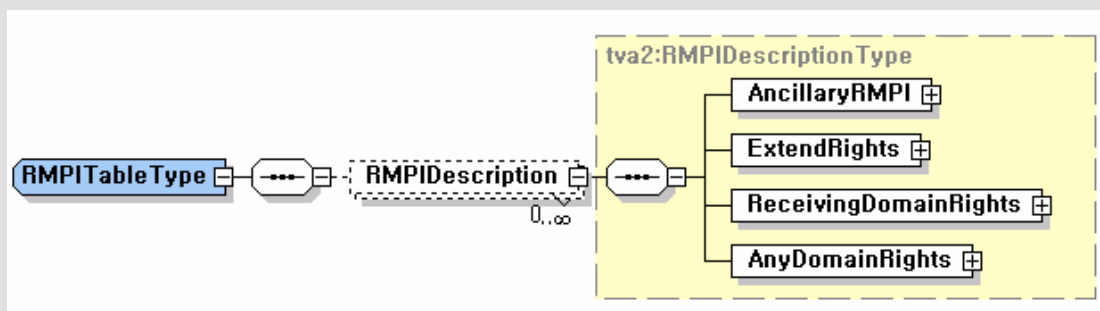 tva2:RMPIDescriptionType
AncillaryRMPI
ExtendRights
RMPITableType
RMPIDescription
0..∞
ReceivingDomainRights
AnyDomainRights